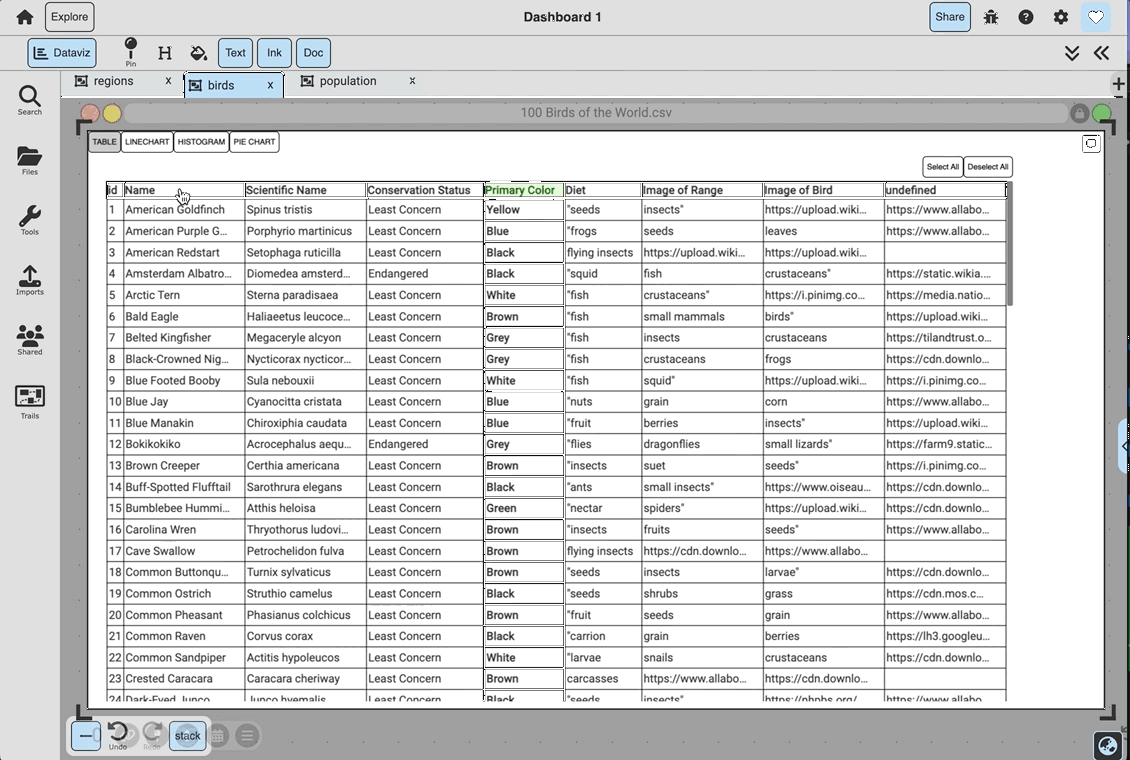 Explore Dashboard 1 Share
Dataviz Pin H Text Ink Doc
regions x birds x population x +
Search
Files
Tools
Imports
Shared
Trails
100 Birds of the World.csv
TABLE LINECHART HISTOGRAM PIE CHART
Select All Deselect All
id Name Scientific Name Conservation Status Primary Color Diet Image of Range Image of Bird undefined
1 American Goldfinch Spinus tristis Least Concern Yellow "seeds insects" https://upload.wiki... https://www.allabo...
2 American Purple G... Porphyrio martinicus Least Concern Blue "frogs seeds leaves https://www.allabo...
3 American Redstart Setophaga ruticilla Least Concern Black flying insects https://upload.wiki... https://upload.wiki...
4 Amsterdam Albatro... Diomedea amsterd... Endangered Black "squid fish crustaceans" https://static.wikia....
5 Arctic Tern Sterna paradisaea Least Concern White "fish crustaceans" https://i.pinimg.co... https://media.natio...
6 Bald Eagle Haliaeetus leucoce... Least Concern Brown "fish small mammals birds" https://upload.wiki...
7 Belted Kingfisher Megaceryle alcyon Least Concern Grey "fish insects crustaceans https://tilandtrust.o...
8 Black-Crowned Nig... Nycticorax nycticor... Least Concern Grey "fish crustaceans frogs https://cdn.downlo...
9 Blue Footed Booby Sula nebouxii Least Concern White "fish squid" https://upload.wiki... https://i.pinimg.co...
10 Blue Jay Cyanocitta cristata Least Concern Blue "nuts grain corn https://www.allabo...
11 Blue Manakin Chiroxiphia caudata Least Concern Blue "fruit berries insects" https://upload.wiki...
12 Bokikokiko Acrocephalus aequ... Endangered Grey "flies dragonflies small lizards" https://farm9.static...
13 Brown Creeper Certhia americana Least Concern Brown "insects suet seeds" https://i.pinimg.co...
14 Buff-Spotted Flufftail Sarothrura elegans Least Concern Black "ants small insects" https://www.oiseau... https://cdn.downlo...
15 Bumblebee Hummi... Atthis heloisa Least Concern Green "nectar spiders" https://upload.wiki... https://cdn.downlo...
16 Carolina Wren Thryothorus ludovi... Least Concern Brown "insects fruits seeds" https://www.allabo...
17 Cave Swallow Petrochelidon fulva Least Concern Brown flying insects https://cdn.downlo... https://www.allabo...
18 Common Buttonqu... Turnix sylvaticus Least Concern Brown "seeds insects larvae" https://cdn.downlo...
19 Common Ostrich Struthio camelus Least Concern Black "seeds shrubs grass https://cdn.mos.c...
20 Common Pheasant Phasianus colchicus Least Concern Brown "fruit seeds grain https://www.allabo...
21 Common Raven Corvus corax Least Concern Black "carrion grain berries https://lh3.googleu...
22 Common Sandpiper Actitis hypoleucos Least Concern White "larvae snails crustaceans https://cdn.downlo...
23 Crested Caracara Caracara cheriway Least Concern Brown carcasses https://www.allabo... https://cdn.downlo...
24 Dark-Eyed Junco Junco hyemalis Least Concern Black "seeds insects" https://nhpbs.org/... https://www.allabo...
Undo Redo stack